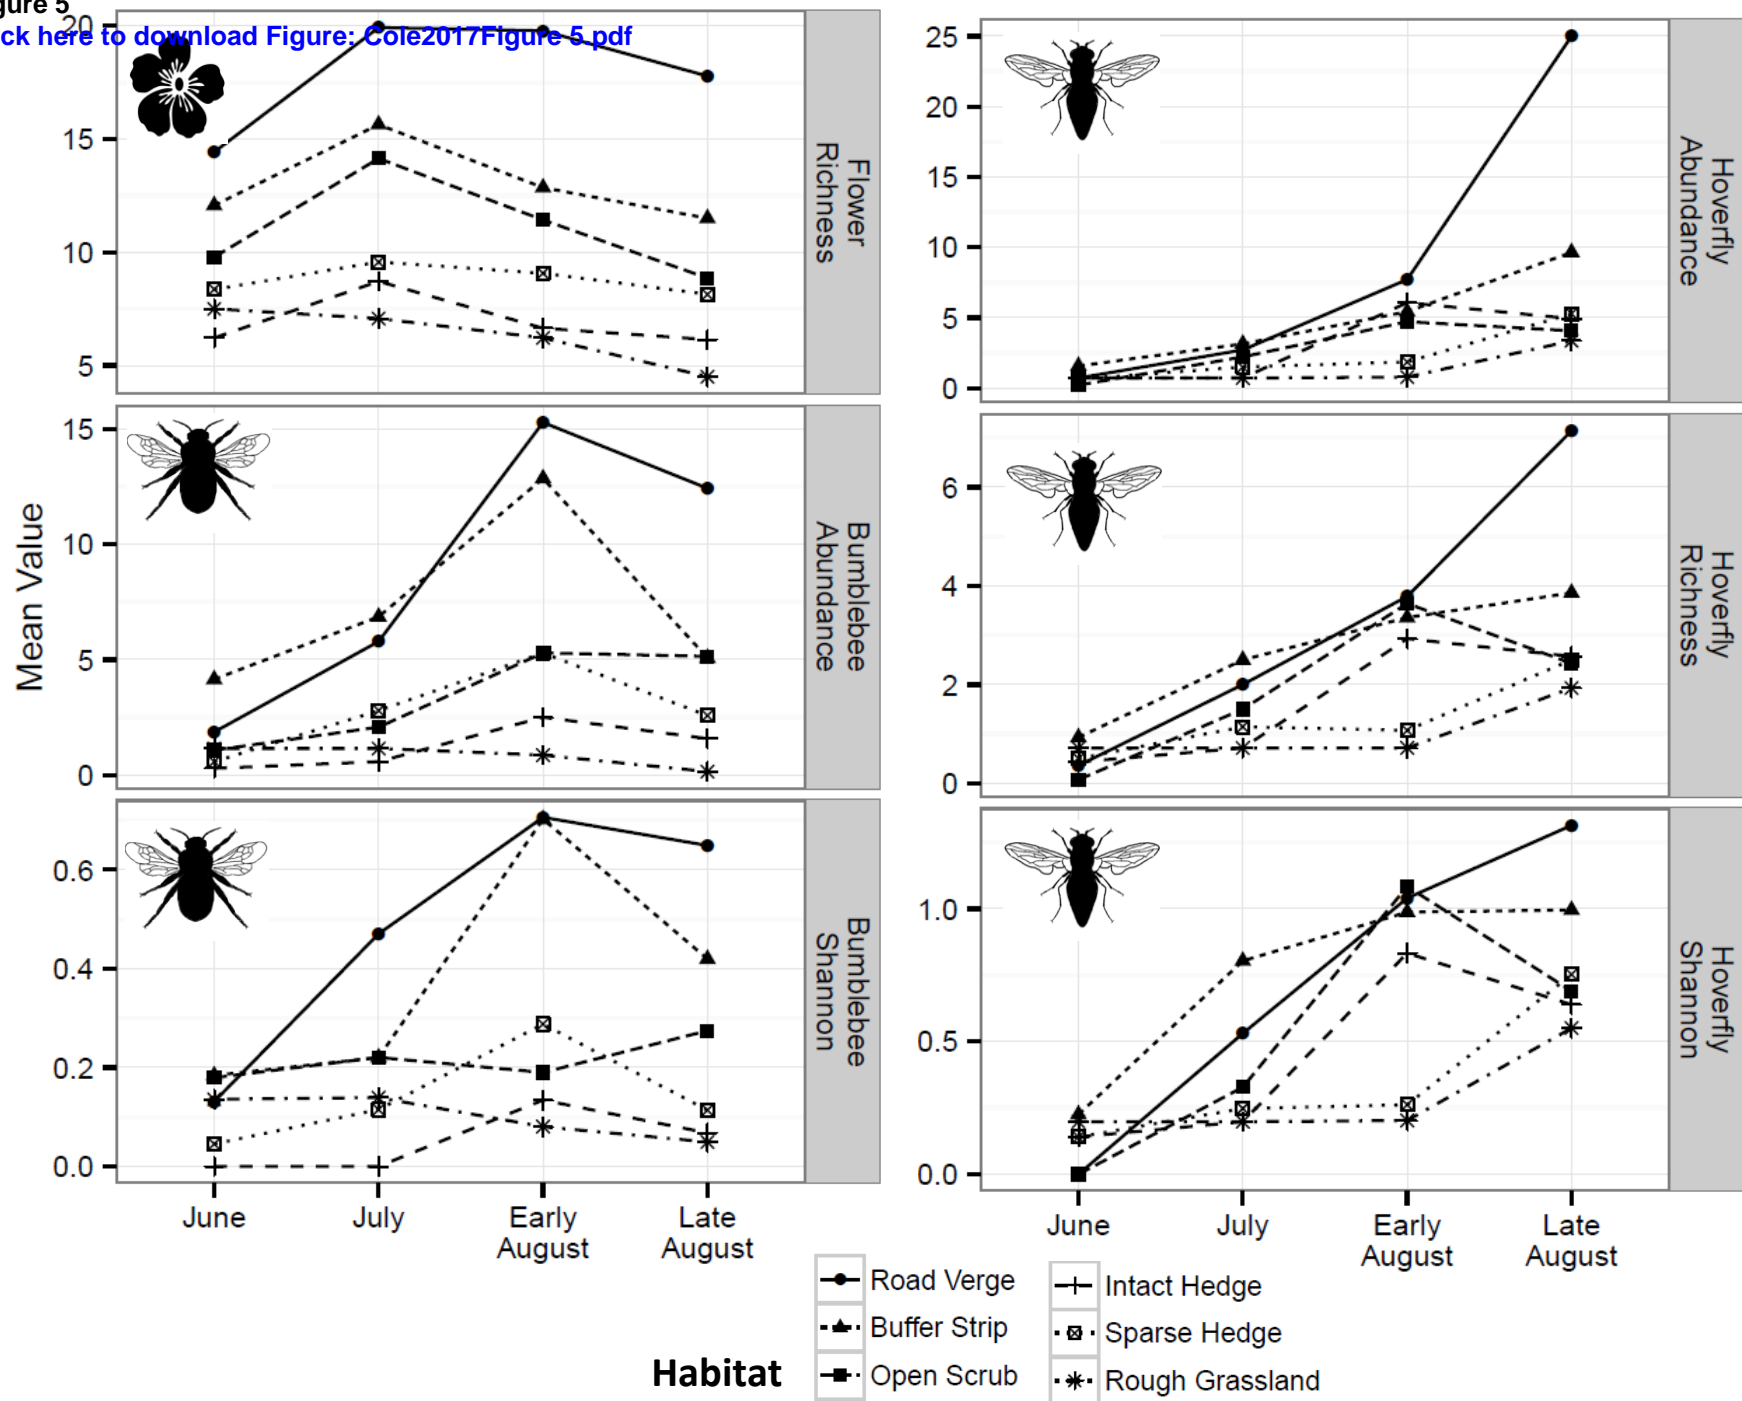 gure 5
ck here to download Figure: Cole2017Figure 5.pdf
Mean Value
20
15
10
5
Flower
Richness
15
10
5
0
Bumblebee
Abundance
0.6
0.4
0.2
0.0
Bumblebee
Shannon
June
July
Early
August
Late
August
25
20
15
10
5
0
Hoverfly
Abundance
6
4
2
0
Hoverfly
Richness
1.0
0.5
0.0
Hoverfly
Shannon
June
July
Early
August
Late
August
Habitat
Road Verge
Buffer Strip
Open Scrub
Intact Hedge
Sparse Hedge
Rough Grassland